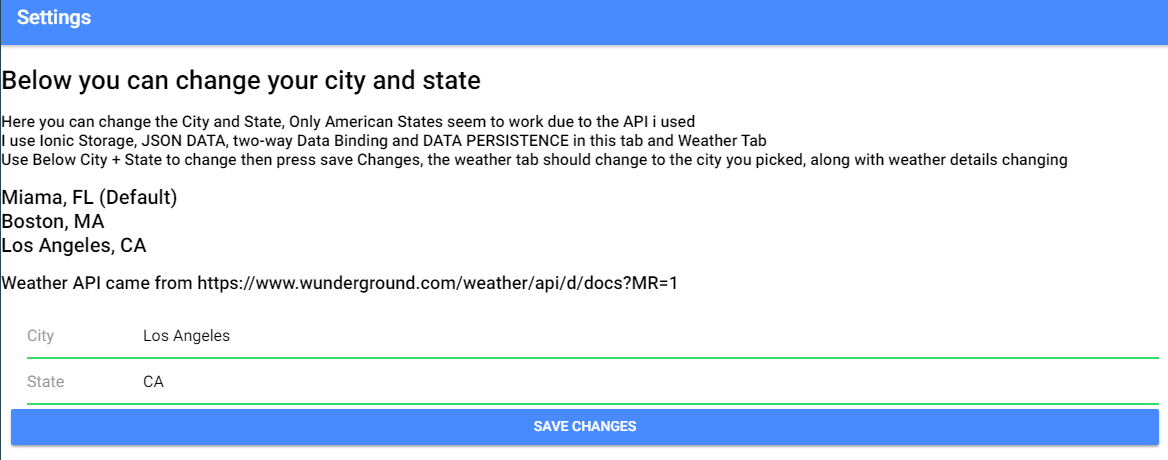 Settings
Below you can change your city and state
Here you can change the City and State, Only American States seem to work due to the API i used
I use Ionic Storage, JSON DATA, two-way Data Binding and DATA PERSISTENCE in this tab and Weather Tab
Use Below City + State to change then press save Changes, the weather tab should change to the city you picked, along with weather details changing
Miama, FL (Default)
Boston, MA
Los Angeles, CA
Weather API came from https://www.wunderground.com/weather/api/d/docs?MR=1
City Los Angeles
State CA
SAVE CHANGES